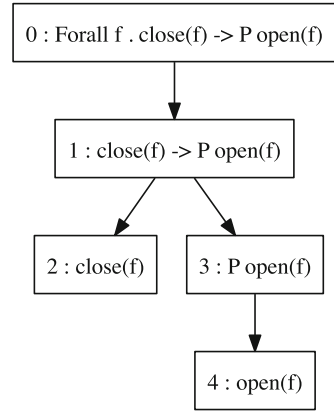 0 : Forall f . close(f) -> P open(f)
1 : close(f) -> P open(f)
2 : close(f)
3 : P open(f)
4 : open(f)